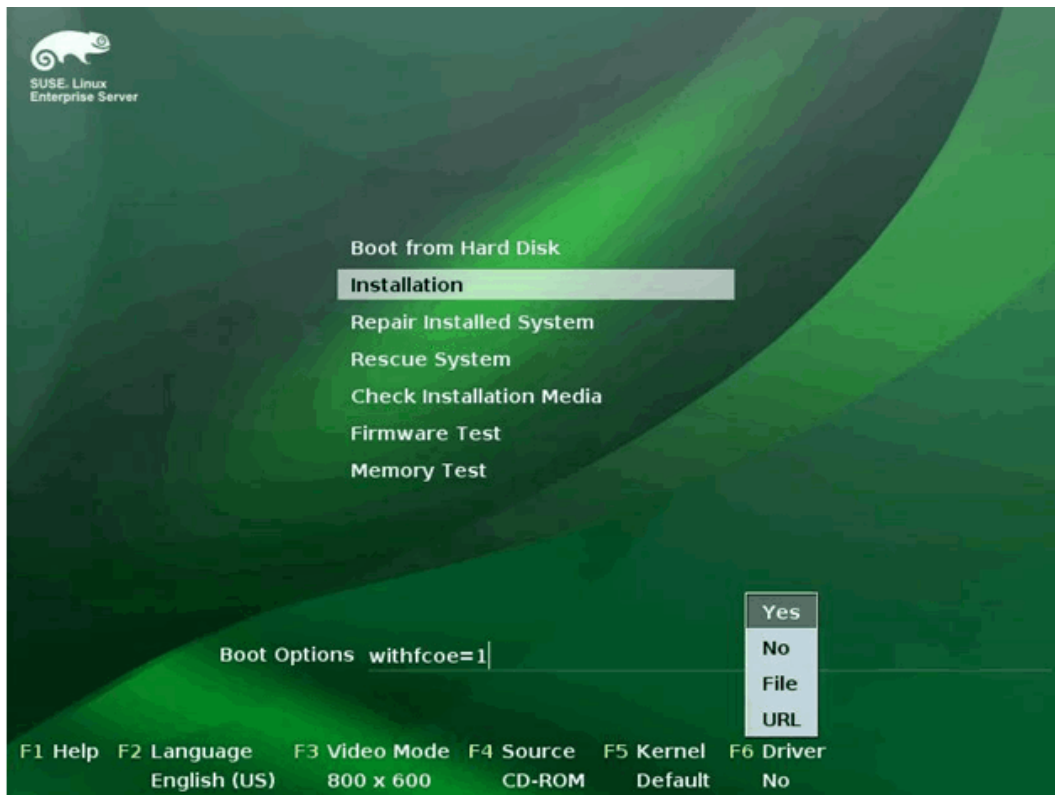 SUSE. Linux
Enterprise Server
Boot from Hard Disk
Installation
Repair Installed System
Rescue System
Check Installation Media
Firmware Test
Memory Test
Yes
No
File
URL
Boot Options withfcoe=1
F1 Help F2 Language F3 Video Mode F4 Source F5 Kernel F6 Driver
English (US) 800 x 600 CD-ROM Default No